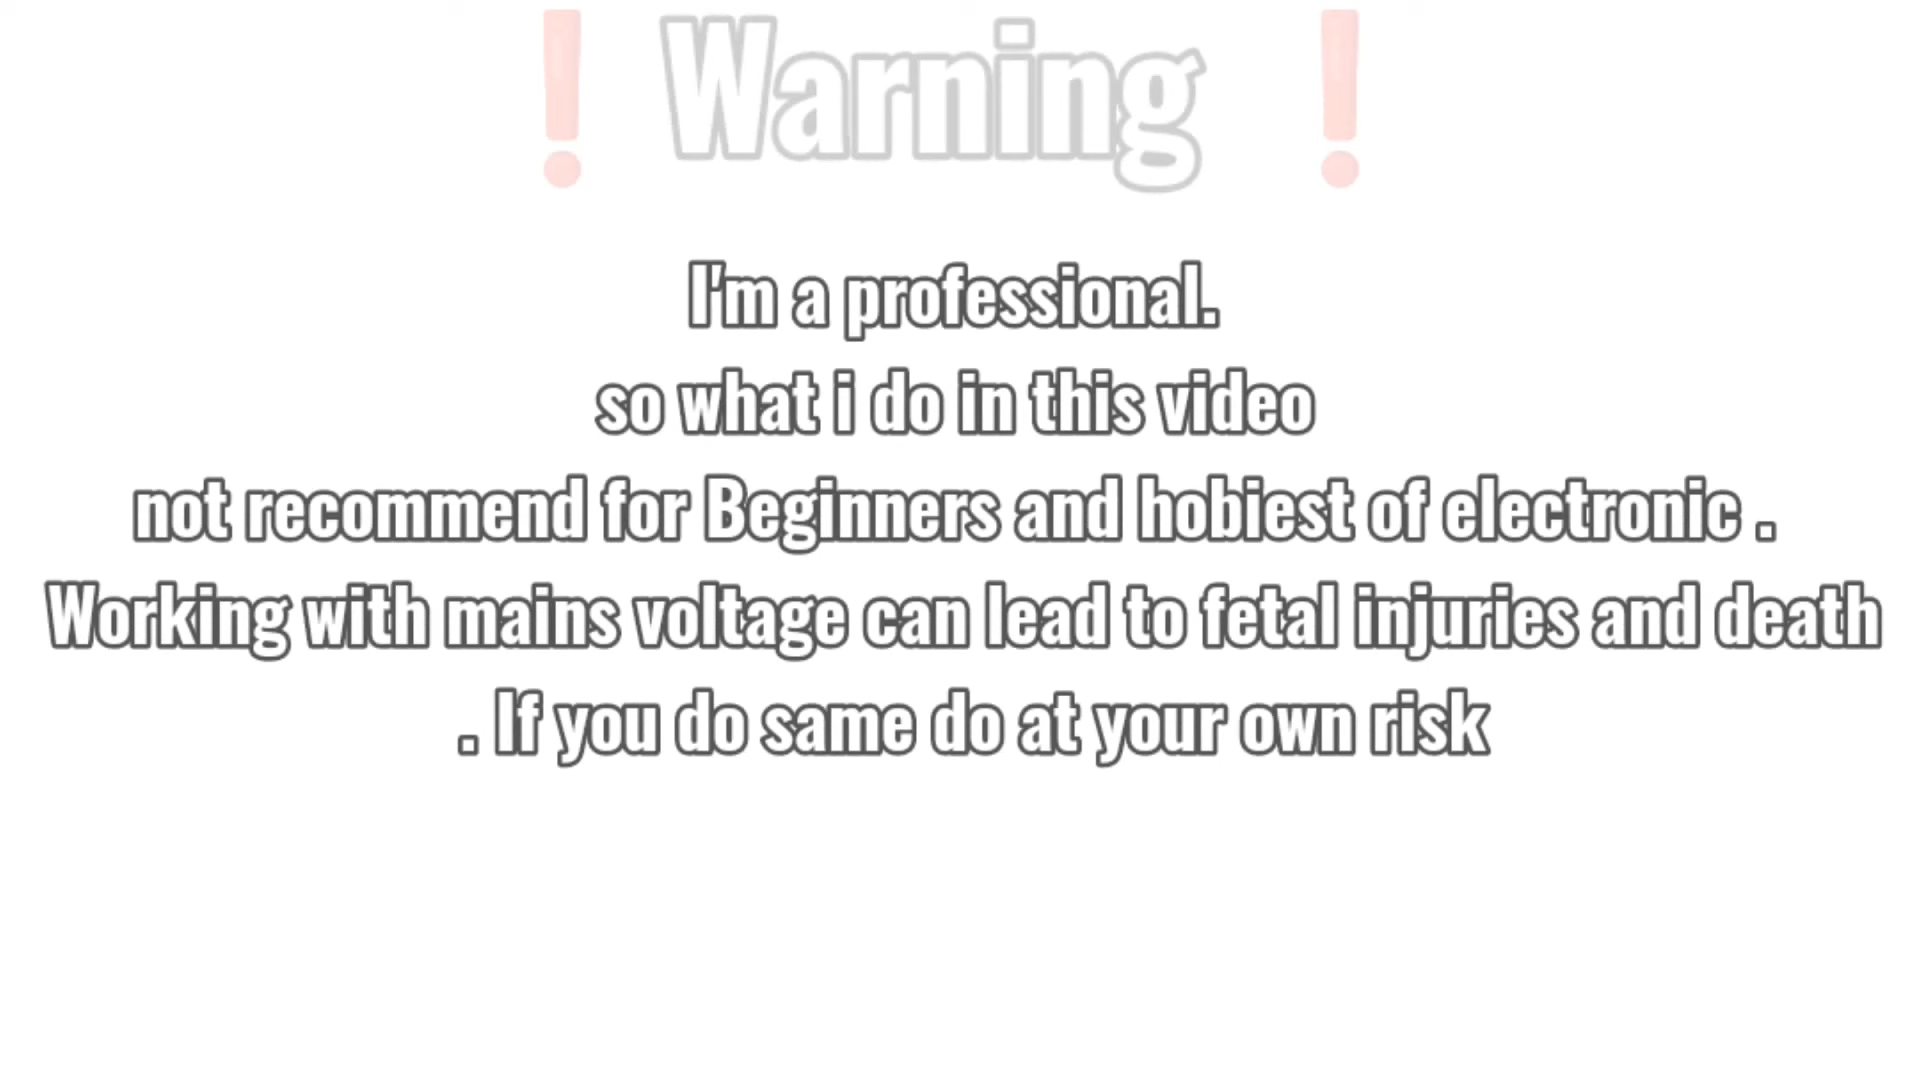 ❗ Warning ❗
I'm a professional.
so what i do in this video
not recommend for Beginners and hobiest of electronic .
Working with mains voltage can lead to fetal injuries and death
. If you do same do at your own risk